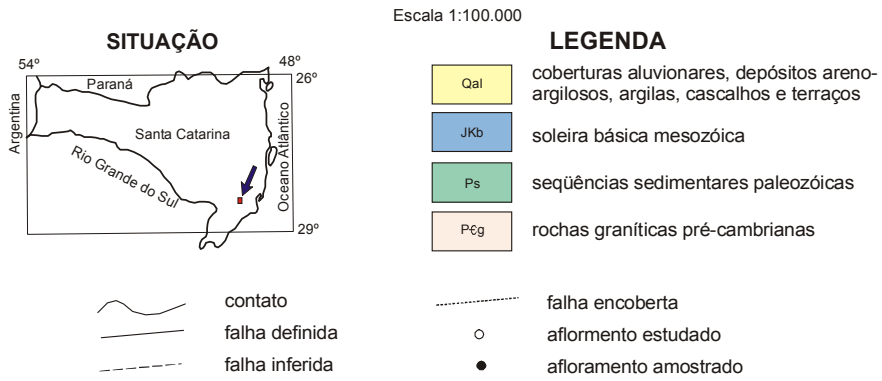 Escala 1:100.000
SITUAÇÃO
54º
48º
26º
Paraná
Argentina
Santa Catarina
Rio Grande do Sul
Oceano Atlântico
29º
LEGENDA
Qal
coberturas aluvionares, depósitos areno-
argilosos, argilas, cascalhos e terraços
JKb
soleira básica mesozóica
Ps
seqüências sedimentares paleozóicas
P€g
rochas graníticas pré-cambrianas
contato
falha definida
falha inferida
falha encoberta
aflormento estudado
afloramento amostrado